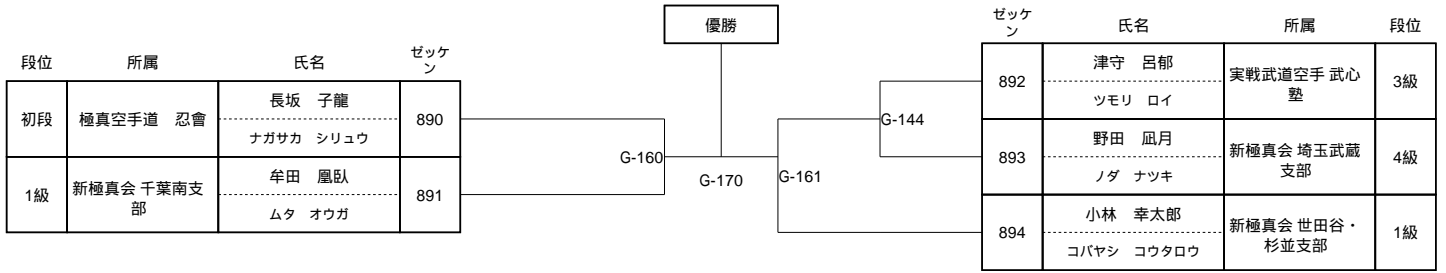 優勝
段位 所属 氏名 ゼッケ
ン
初段 極真空手道 忍會 長坂 子龍 890
ナガサカ シリュウ
1級 新極真会 千葉南支
部 牟田 凰臥 891
ムタ オウガ
G-160
G-170
G-161
G-144
ゼッケ
ン 氏名 所属 段位
892 津守 呂郁 実戦武道空手 武心
塾 3級
ツモリ ロイ
893 野田 凪月 新極真会 埼玉武蔵
支部 4級
ノダ ナツキ
894 小林 幸太郎 新極真会 世田谷・
杉並支部 1級
コバヤシ コウタロウ